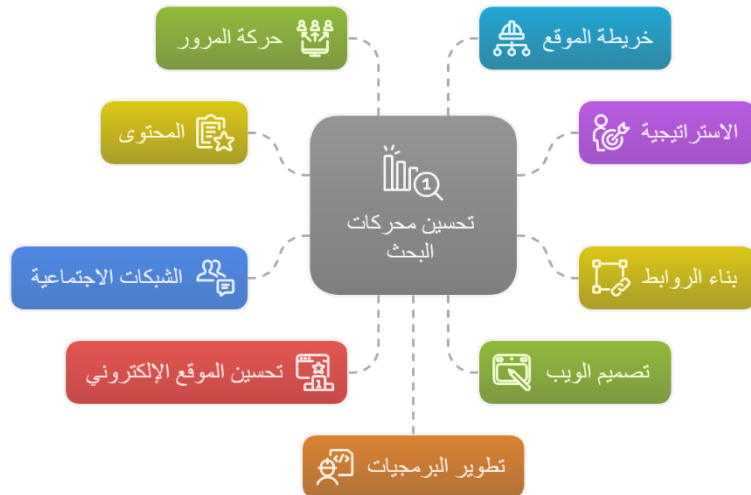 خريطة الموقع
حركة المرور
الاستراتيجية
المحتوى
تحسين محركات
البحث
بناء الروابط
الشبكات الاجتماعية
تصميم الويب
تحسين الموقع الإلكتروني
تطوير البرمجيات